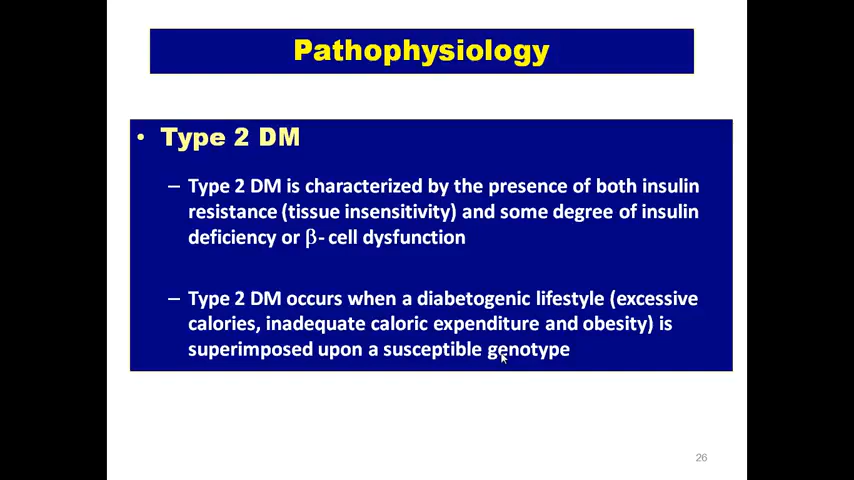 Pathophysiology
• Type 2 DM
– Type 2 DM is characterized by the presence of both insulin
resistance (tissue insensitivity) and some degree of insulin
deficiency or β- cell dysfunction
– Type 2 DM occurs when a diabetogenic lifestyle (excessive
calories, inadequate caloric expenditure and obesity) is
superimposed upon a susceptible genotype
26